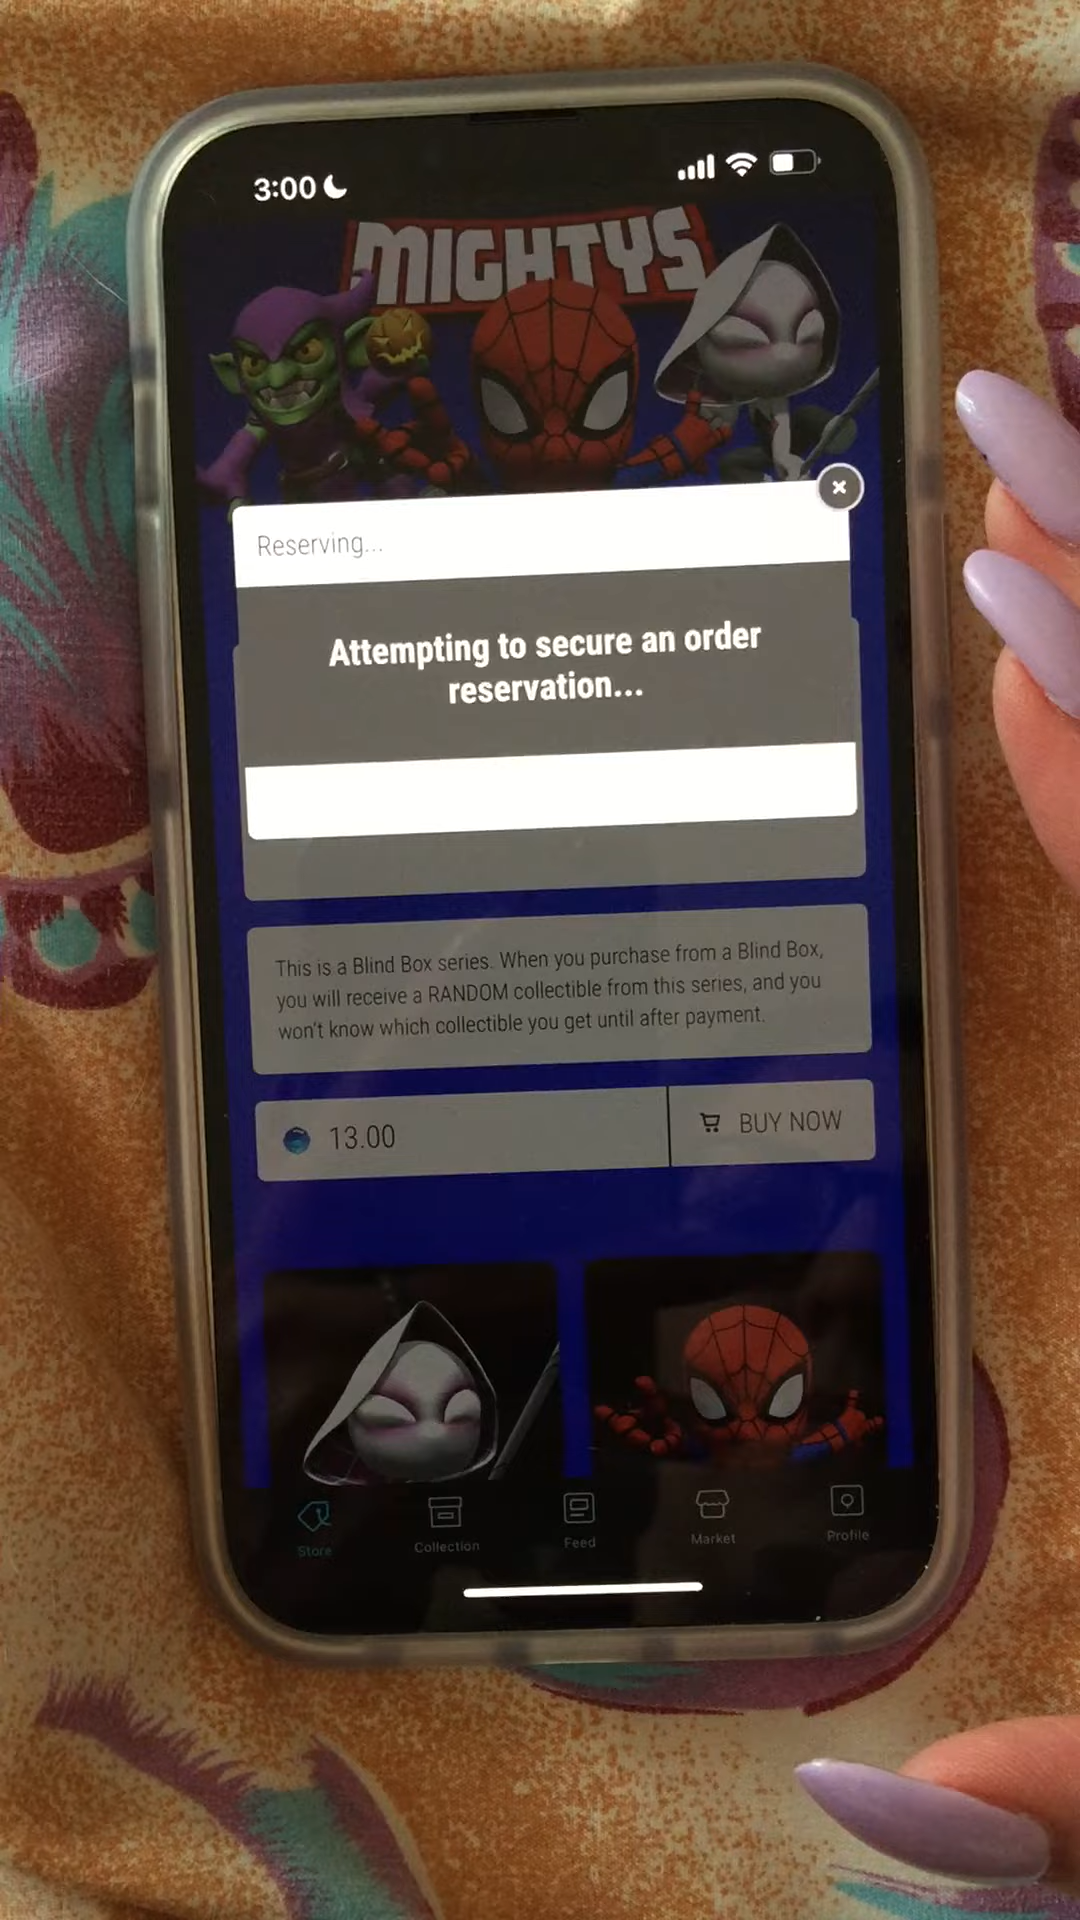 3:00
MIGHTYS
Reserving...
Attempting to secure an order
reservation...
This is a Blind Box series. When you purchase from a Blind Box,
you will receive a RANDOM collectible from this series, and you
won't know which collectible you get until after payment.
13.00
BUY NOW
Store
Collection
Feed
Market
Profile